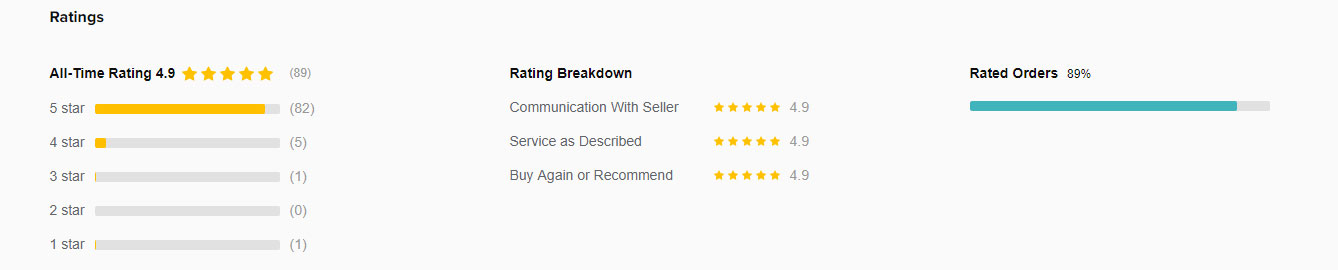 Ratings
All-Time Rating 4.9 (89)
5 star (82)
4 star (5)
3 star (1)
2 star (0)
1 star (1)
Rating Breakdown
Communication With Seller 4.9
Service as Described 4.9
Buy Again or Recommend 4.9
Rated Orders 89%